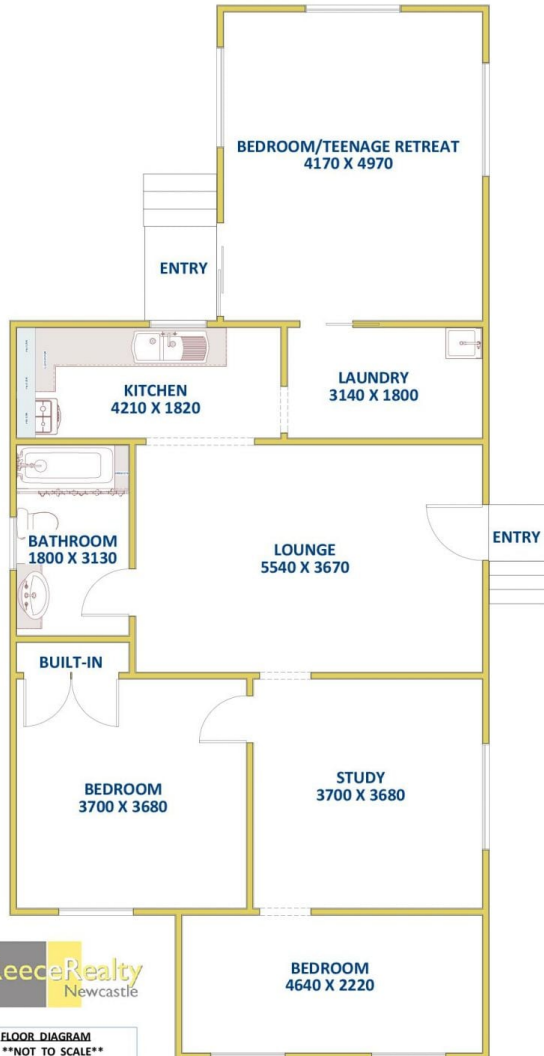 BEDROOM/TEENAGE RETREAT
4170 X 4970
ENTRY
KITCHEN
4210 X 1820
LAUNDRY
3140 X 1800
BATHROOM
1800 X 3130
LOUNGE
5540 X 3670
ENTRY
BUILT-IN
BEDROOM
3700 X 3680
STUDY
3700 X 3680
BEDROOM
4640 X 2220
eeceRealty
Newcastle
FLOOR DIAGRAM
**NOT TO SCALE**